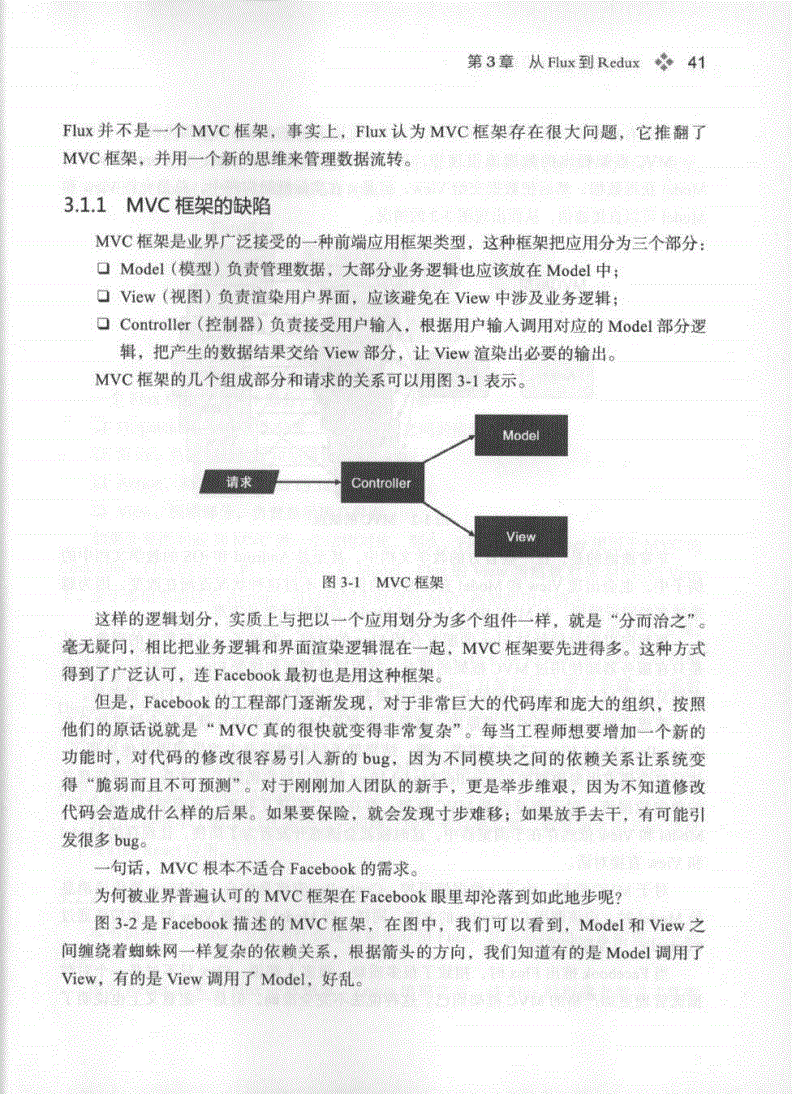 第3章 从 Flux 到 Redux 41
Flux 并不是一个 MVC 框架，事实上，Flux 认为 MVC 框架存在很大问题，它推翻了
MVC 框架，并用一个新的思维来管理数据流转。
3.1.1 MVC 框架的缺陷
MVC 框架是业界广泛接受的一种前端应用框架类型，这种框架把应用分为三个部分：
❑ Model（模型）负责管理数据，大部分业务逻辑也应该放在 Model 中；
❑ View（视图）负责渲染用户界面，应该避免在 View 中涉及业务逻辑；
❑ Controller（控制器）负责接受用户输入，根据用户输入调用对应的 Model 部分逻
辑，把产生的数据结果交给 View 部分，让 View 渲染出必要的输出。
MVC 框架的几个组成部分和请求的关系可以用图 3-1 表示。
Model
请求
Controller
View
图 3-1 MVC 框架
这样的逻辑划分，实质上与把以一个应用划分为多个组件一样，就是“分而治之”。
毫无疑问，相比把业务逻辑和界面渲染逻辑混在一起，MVC 框架要先进得多。这种方式
得到了广泛认可，连 Facebook 最初也是用这种框架。
但是，Facebook 的工程部门逐渐发现，对于非常巨大的代码库和庞大的组织，按照
他们的原话说就是“MVC 真的很快就变得非常复杂”。每当工程师想要增加一个新的
功能时，对代码的修改很容易引入新的 bug，因为不同模块之间的依赖关系让系统变
得“脆弱而且不可预测”。对于刚刚加入团队的新手，更是举步维艰，因为不知道修改
代码会造成什么样的后果。如果要保险，就会发现寸步难移；如果放手去干，有可能引
发很多 bug。
一句话，MVC 根本不适合 Facebook 的需求。
为何被业界普遍认可的 MVC 框架在 Facebook 眼里却沦落到如此地步呢？
图 3-2 是 Facebook 描述的 MVC 框架，在图中，我们可以看到，Model 和 View 之
间缠绕着蜘蛛网一样复杂的依赖关系，根据箭头的方向，我们知道有的是 Model 调用了
View，有的是 View 调用了 Model，好乱。